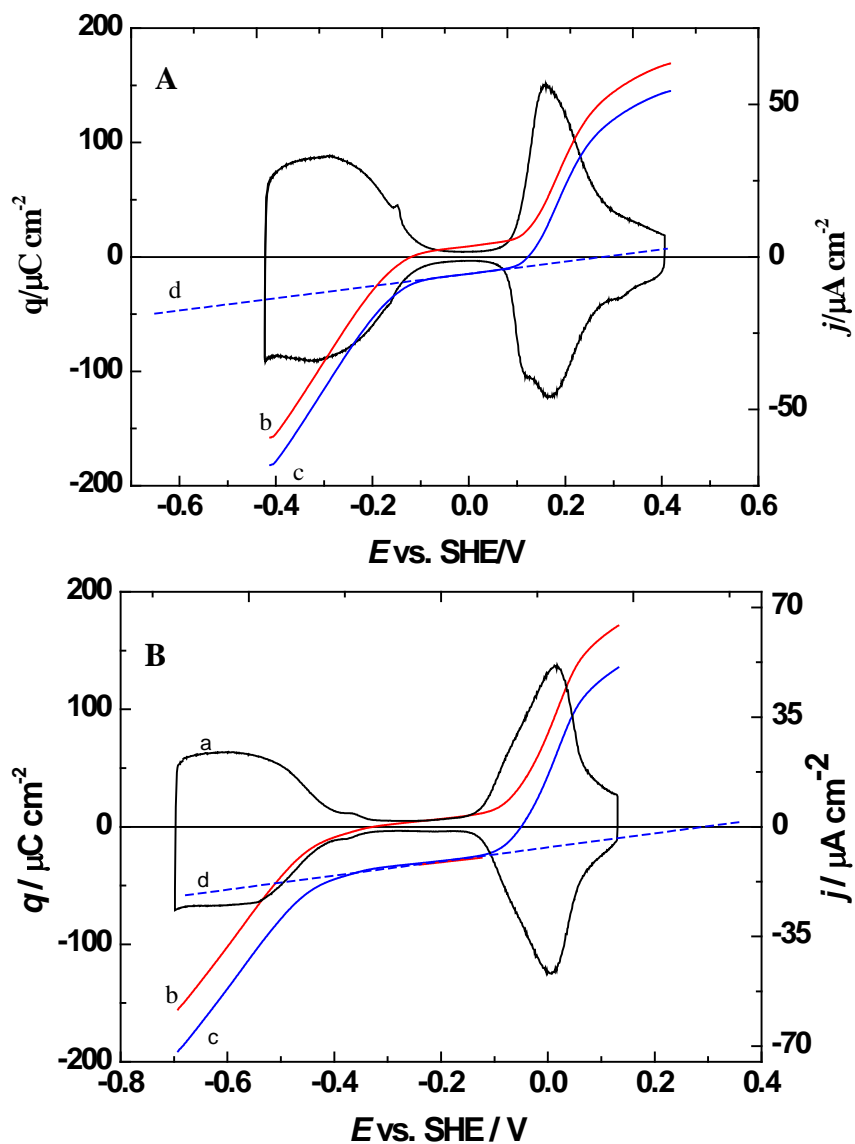 A
200
100
0
-100
-200
q/μC cm-2
50
0
-50
j/μA cm-2
d
b
c
-0.6 -0.4 -0.2 0.0 0.2 0.4 0.6
E vs. SHE/V
B
200
100
0
-100
-200
q / μC cm-2
70
35
0
-35
-70
j / μA cm-2
a
d
b
c
-0.8 -0.6 -0.4 -0.2 0.0 0.2 0.4
E vs. SHE / V